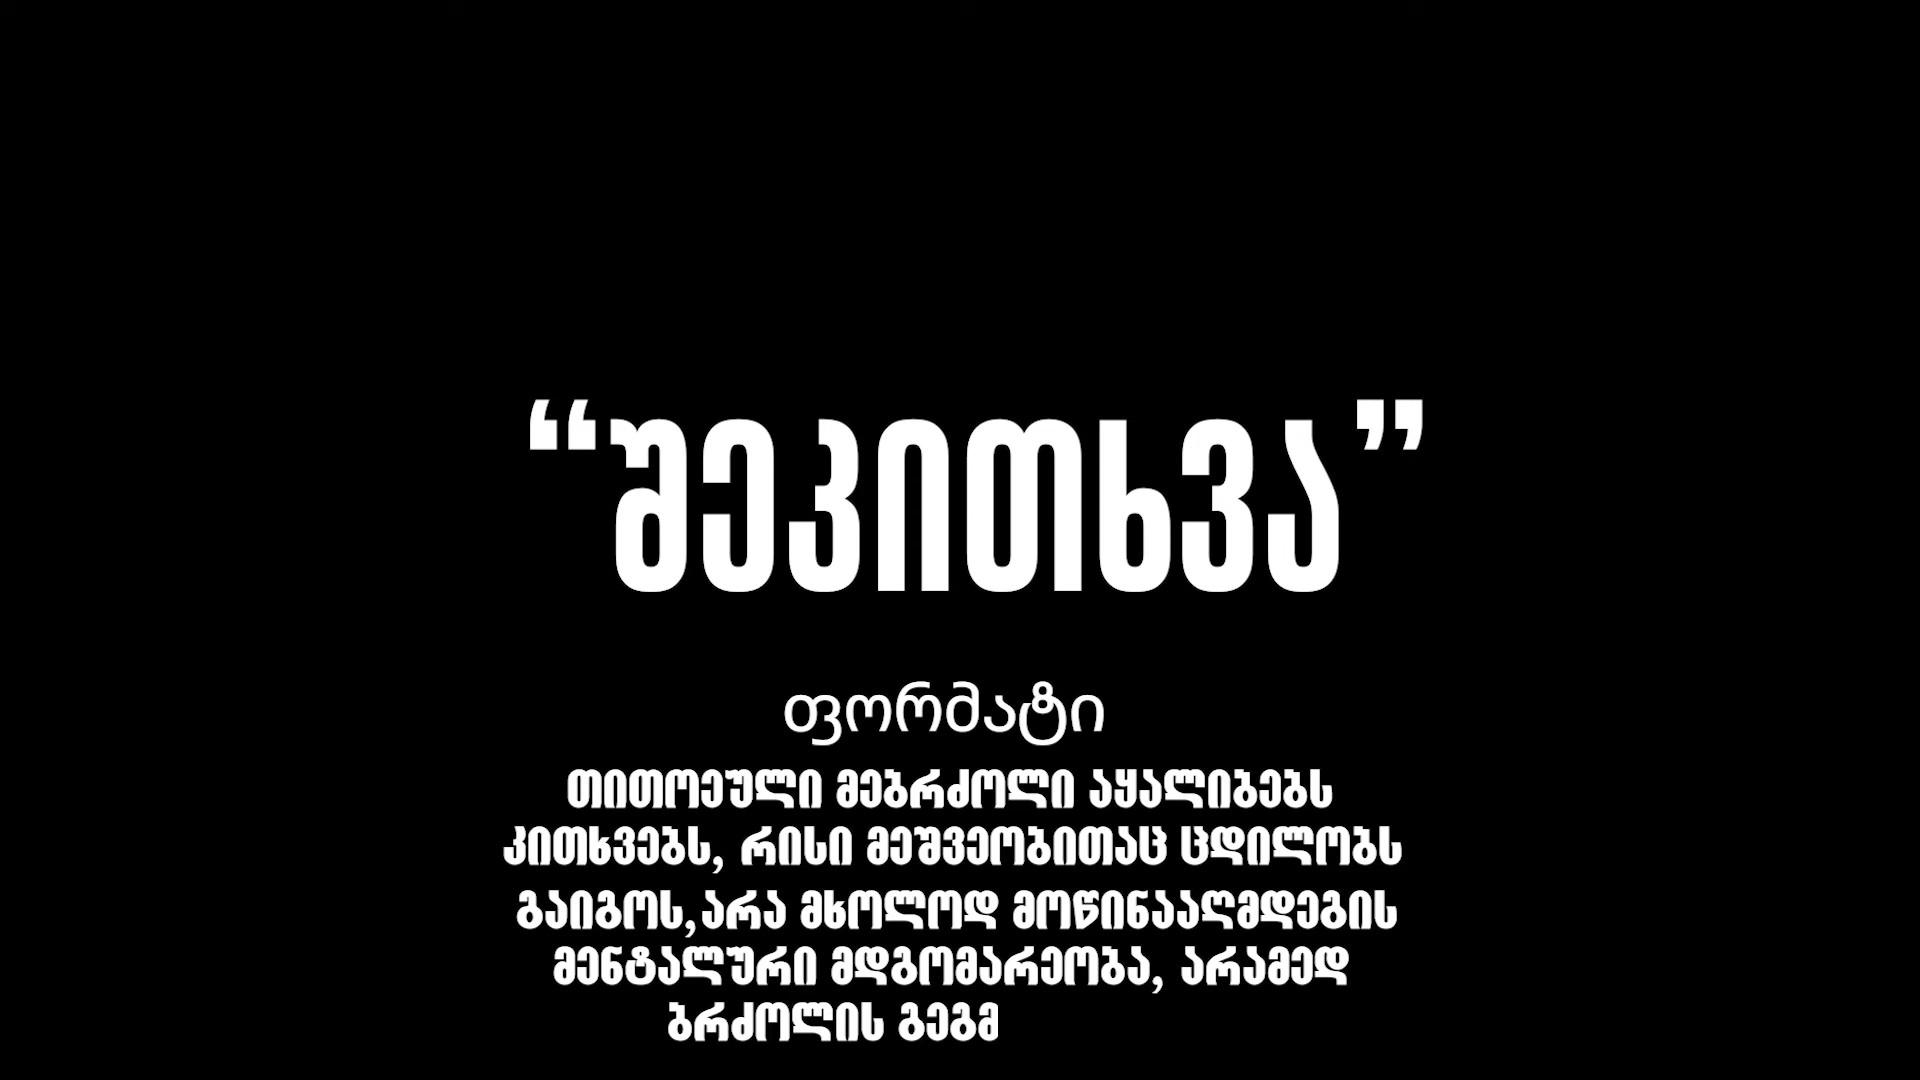 “შეკითხვა”
ფორმატი
თითოეული მებრძოლი აყალიბებს
კითხვებს, რისი მეშვეობითაც ცდილობს
გაიგოს,არა მხოლოდ მოწინააღმდეგის
მენტალური მდგომარეობა, არამედ
ბრძოლის გეგმ